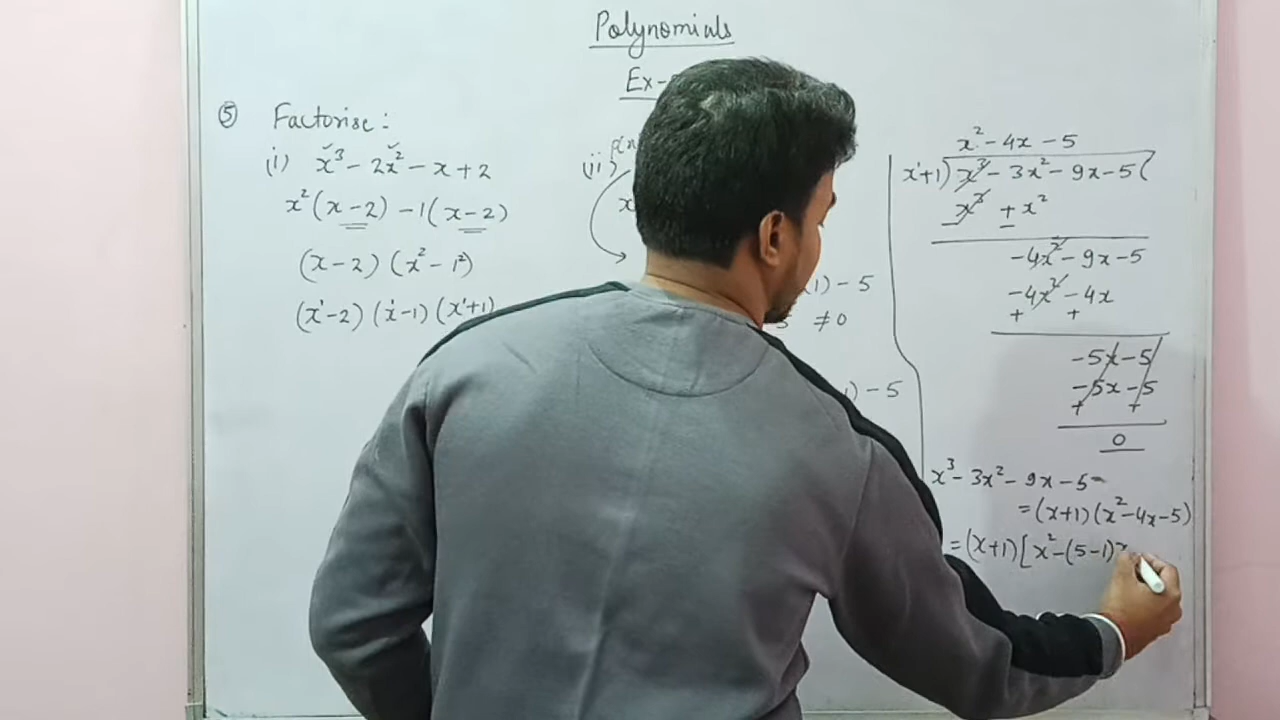 Polynomials
Ex-
⑤ Factorise:
(i) x³ - 2x² - x + 2
x²(x-2) -1(x-2)
(x-2) (x² - 1²)
(x-2) (x-1) (x+1)
(ii)
) - 5
≠0
) - 5
x² - 4x - 5
x+1) x³ - 3x² - 9x - 5 (
x³ + x²
- -
-4x² - 9x - 5
-4x² - 4x
+ +
-5x - 5
-5x - 5
+ +
0
x³ - 3x² - 9x - 5
= (x+1) (x² - 4x - 5)
= (x+1) [x² - (5-1)x